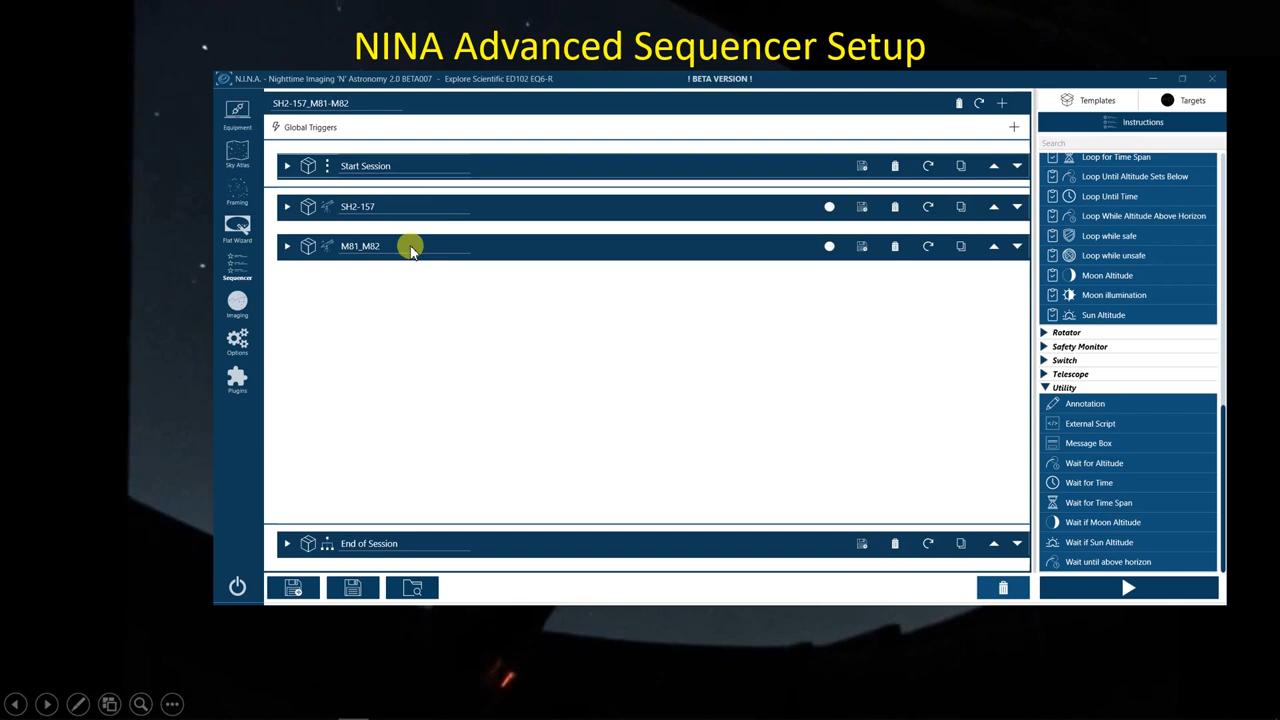 NINA Advanced Sequencer Setup
N.I.N.A. - Nighttime Imaging 'N' Astronomy 2.0 BETA007 - Explore Scientific ED102 EQ6-R
! BETA VERSION !
Equipment
Sky Atlas
Framing
Flat Wizard
Sequencer
Imaging
Options
Plugins
SH2-157_M81-M82
Global Triggers
Start Session
SH2-157
M81_M82
End of Session
Templates
Targets
Instructions
Search
Loop for Time Span
Loop Until Altitude Sets Below
Loop Until Time
Loop While Altitude Above Horizon
Loop while safe
Loop while unsafe
Moon Altitude
Moon illumination
Sun Altitude
Rotator
Safety Monitor
Switch
Telescope
Utility
Annotation
External Script
Message Box
Wait for Altitude
Wait for Time
Wait for Time Span
Wait if Moon Altitude
Wait if Sun Altitude
Wait until above horizon